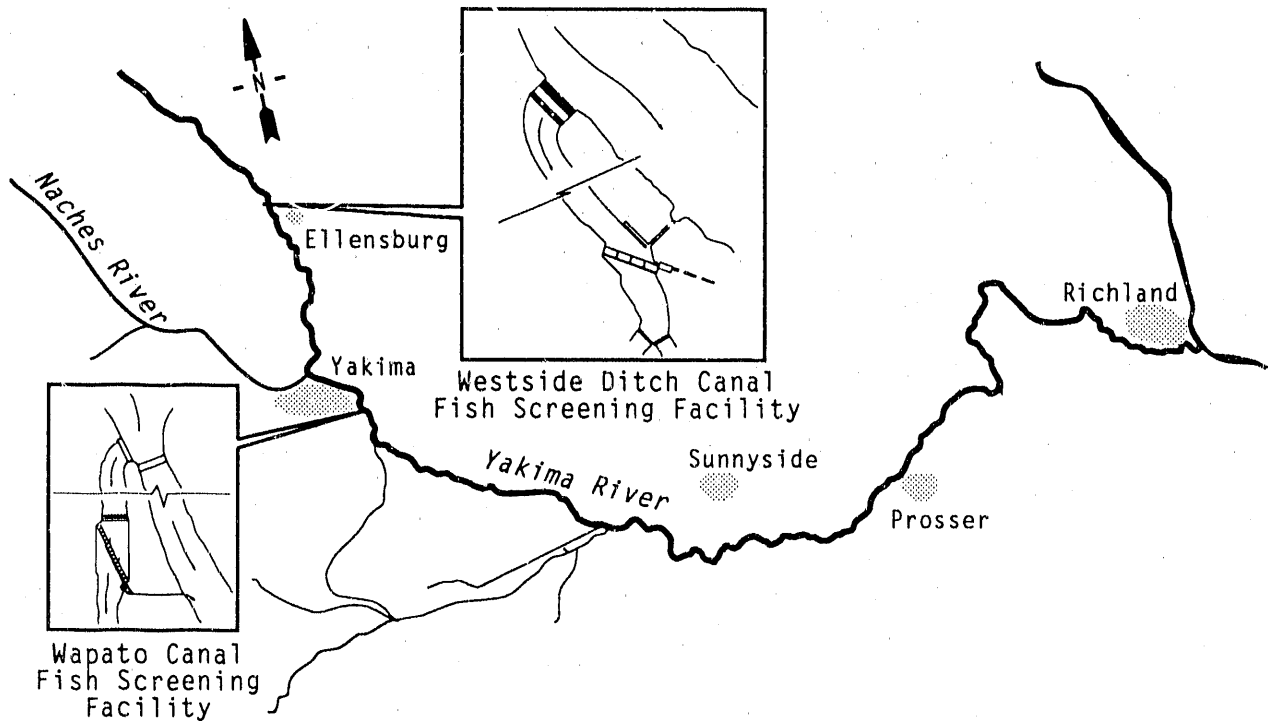 N
Naches River
Ellensburg
Richland
Yakima
Westside Ditch Canal
Fish Screening Facility
Yakima River
Sunnyside
Prosser
Wapato Canal
Fish Screening
Facility